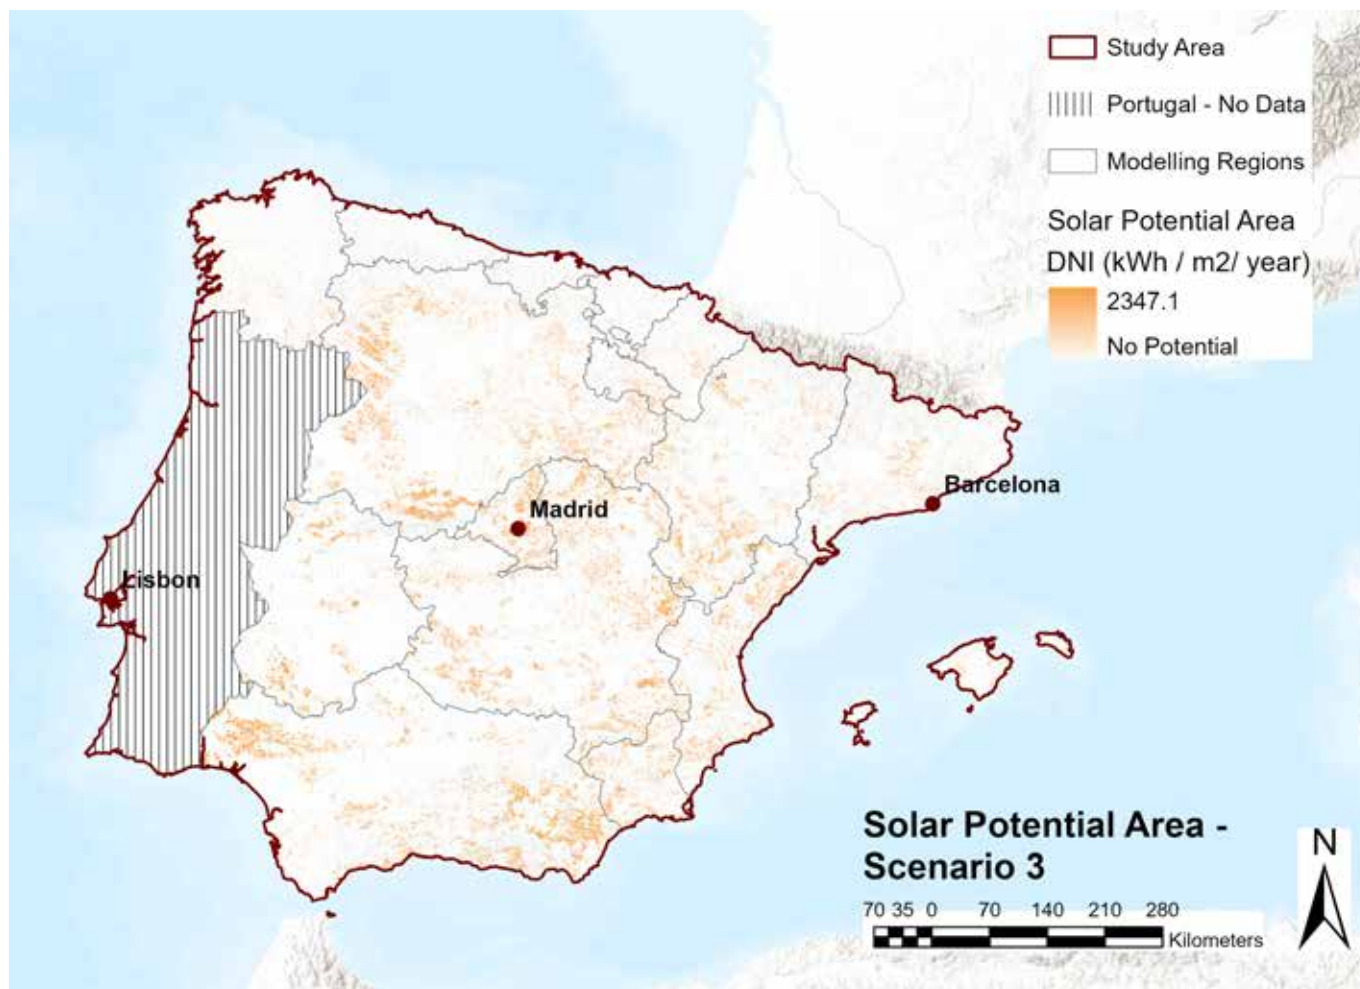 Study Area
Portugal - No Data
Modelling Regions
Solar Potential Area
DNI (kWh / m2/ year)
2347.1
No Potential
Barcelona
Madrid
Lisbon
Solar Potential Area -
Scenario 3
N
70 35 0 70 140 210 280
Kilometers